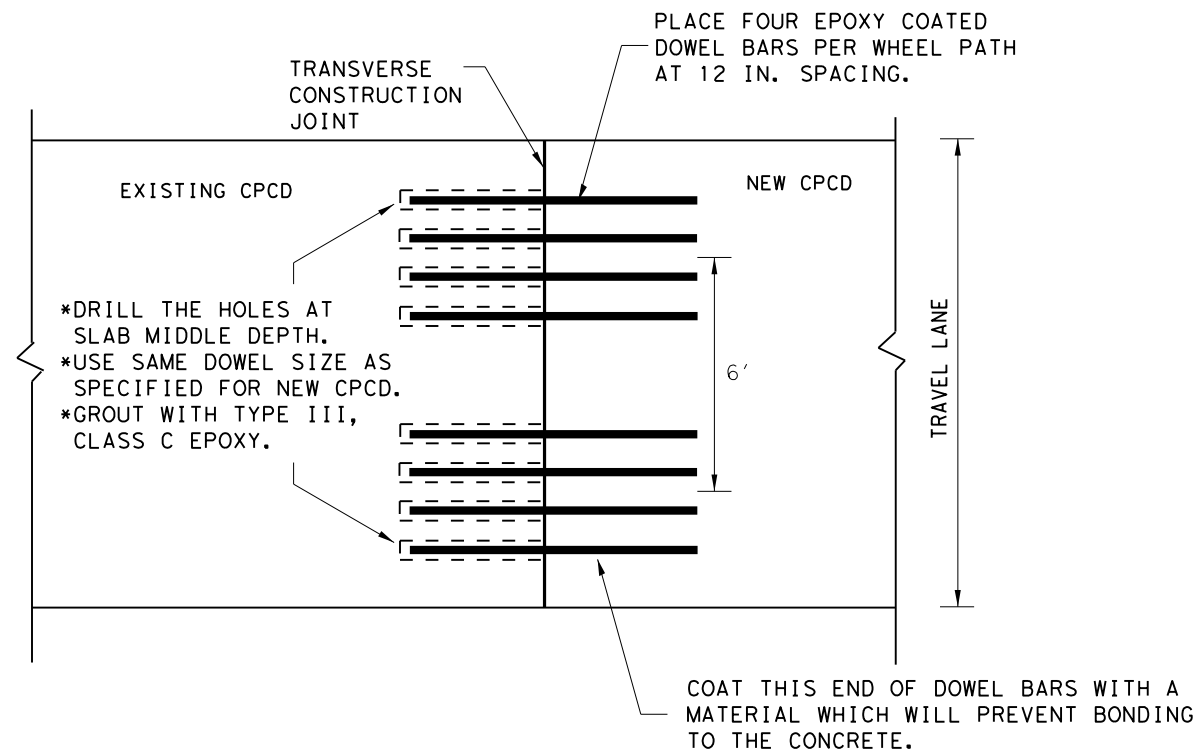 PLACE FOUR EPOXY COATED
DOWEL BARS PER WHEEL PATH
AT 12 IN. SPACING.
TRANSVERSE
CONSTRUCTION
JOINT
EXISTING CPCD
NEW CPCD
*DRILL THE HOLES AT
SLAB MIDDLE DEPTH.
*USE SAME DOWEL SIZE AS
SPECIFIED FOR NEW CPCD.
*GROUT WITH TYPE III,
CLASS C EPOXY.
6'
TRAVEL LANE
COAT THIS END OF DOWEL BARS WITH A
MATERIAL WHICH WILL PREVENT BONDING
TO THE CONCRETE.